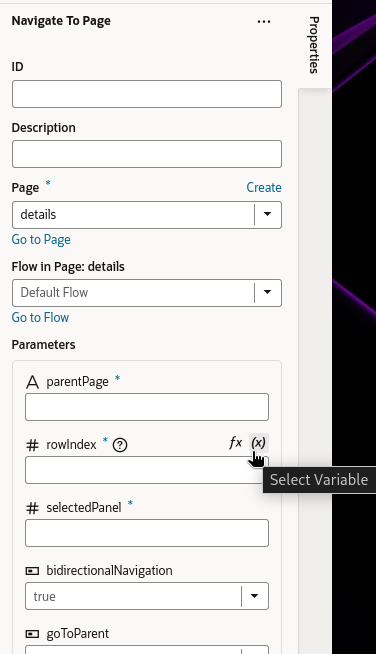 Navigate To Page
...
Properties
ID
Description
Page *
Create
details
Go to Page
Flow in Page: details
Default Flow
Go to Flow
Parameters
A parentPage *
# rowIndex * ? fx (x)
Select Variable
# selectedPanel *
bidirectionalNavigation
true
goToParent